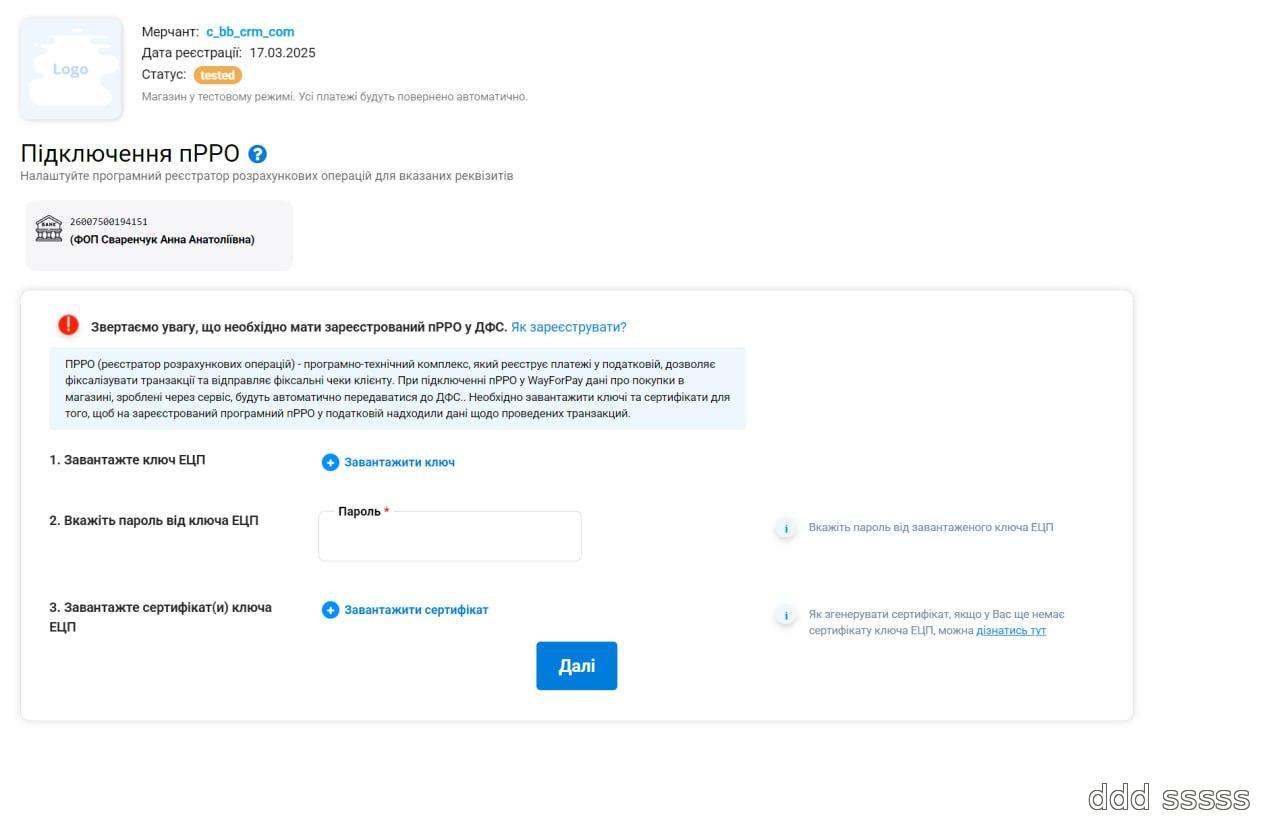 Logo
Мерчант: c_bb_crm_com
Дата реєстрації: 17.03.2025
Статус: tested
Магазин у тестовому режимі. Усі платежі будуть повернено автоматично.
Підключення пРРО ?
Налаштуйте програмний реєстратор розрахункових операцій для вказаних реквізитів
BANK
26007500194151
(ФОП Сваренчук Анна Анатоліївна)
Звертаємо увагу, що необхідно мати зареєстрований пРРО у ДФС. Як зареєструвати?
ПРРО (реєстратор розрахункових операцій) - програмно-технічний комплекс, який реєструє платежі у податковій, дозволяє
фіскалізувати транзакції та відправляє фіксальні чеки клієнту. При підключенні пРРО у WayForPay дані про покупки в
магазині, зроблені через сервіс, будуть автоматично передаватися до ДФС.. Необхідно завантажити ключі та сертифікати для
того, щоб на зареєстрований програмний пРРО у податковій надходили дані щодо проведених транзакций.
1. Завантажте ключ ЕЦП
Завантажити ключ
2. Вкажіть пароль від ключа ЕЦП
Пароль *
Вкажіть пароль від завантаженого ключа ЕЦП
3. Завантажте сертифікат(и) ключа
ЕЦП
Завантажити сертифікат
Як згенерувати сертифікат, якщо у Вас ще немає
сертифікату ключа ЕЦП, можна дізнатись тут
Далі
ddd sssss